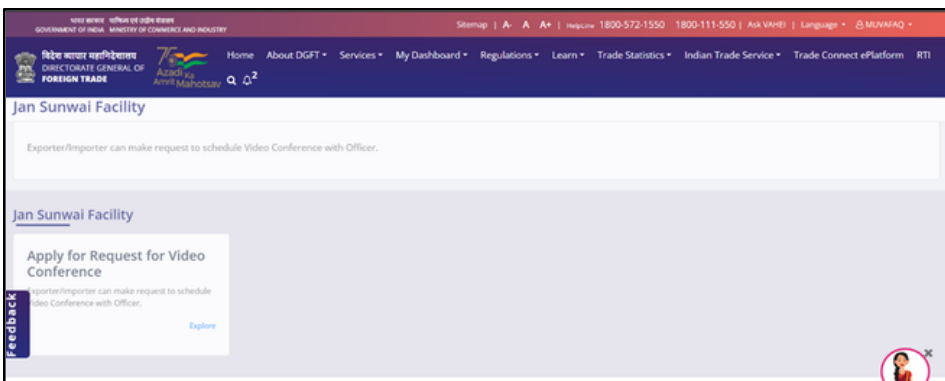 भारत सरकार वाणिज्य एवं उद्योग मंत्रालय
GOVERNMENT OF INDIA MINISTRY OF COMMERCE AND INDUSTRY
Sitemap | A- A A+ | HelpLine 1800-572-1550 1800-111-550 | Ask VAHEI | Language A MUVAFAQ
विदेश व्यापार महानिदेशालय
DIRECTORATE GENERAL OF
FOREIGN TRADE
75
Azadi Ka
Amrit Mahotsav
Home About DGFT Services My Dashboard Regulations Learn Trade Statistics Indian Trade Service Trade Connect ePlatform RTI
2
Jan Sunwai Facility
Exporter/Importer can make request to schedule Video Conference with Officer.
Jan Sunwai Facility
Apply for Request for Video
Conference
Exporter/Importer can make request to schedule
Video Conference with Officer.
Explore
Feedback